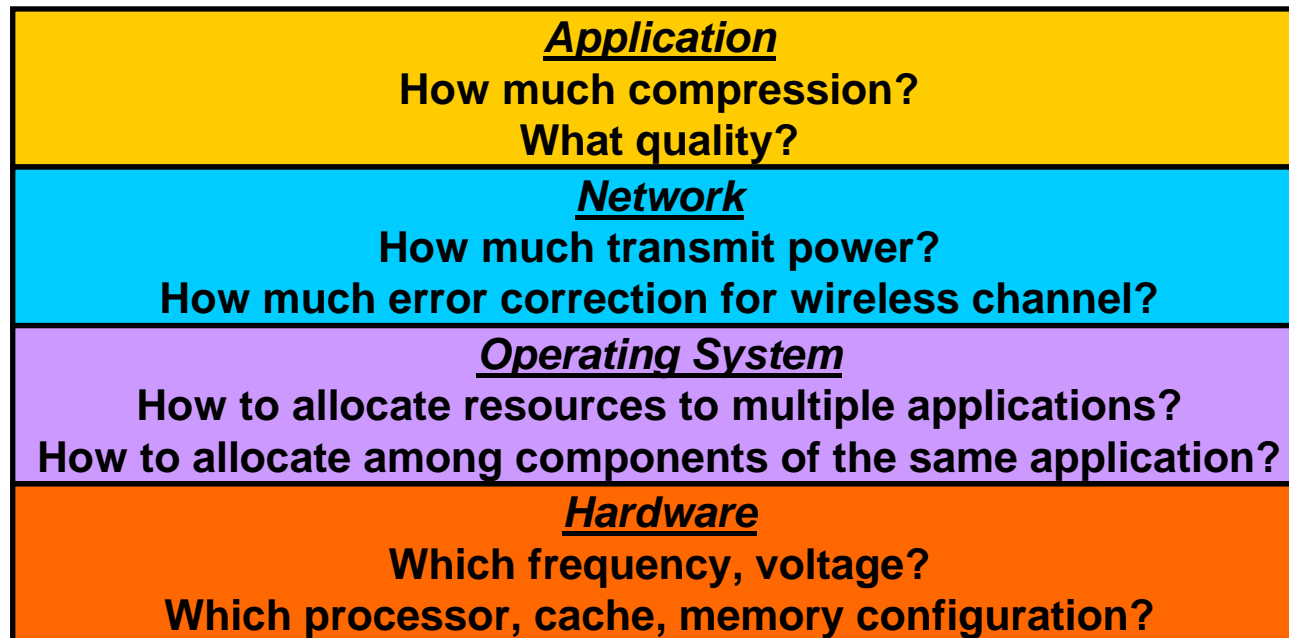 Application
How much compression?
What quality?
Network
How much transmit power?
How much error correction for wireless channel?
Operating System
How to allocate resources to multiple applications?
How to allocate among components of the same application?
Hardware
Which frequency, voltage?
Which processor, cache, memory configuration?